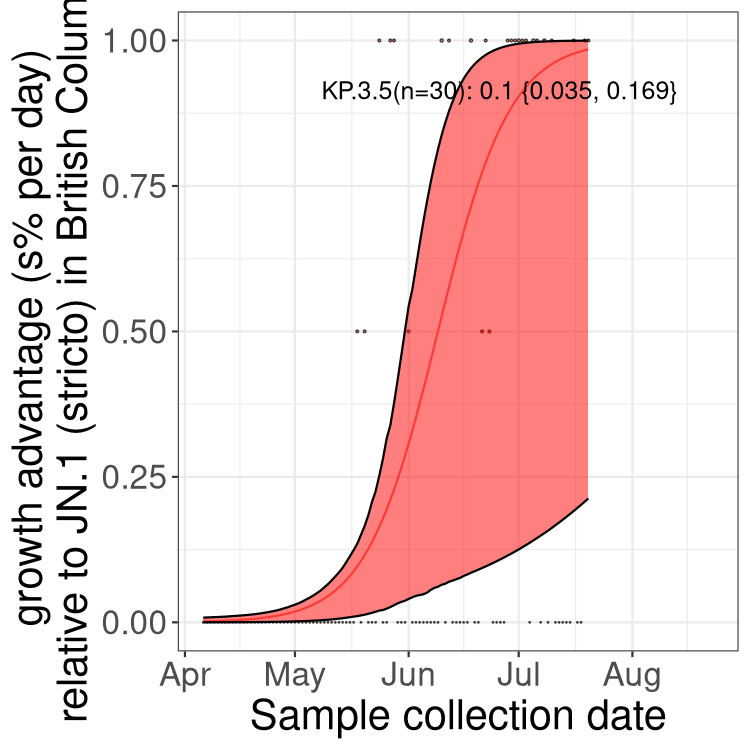 growth advantage (s% per day)
relative to JN.1 (stricto) in British Colum
1.00
0.75
0.50
0.25
0.00
KP.3.5(n=30): 0.1 {0.035, 0.169}
Apr May Jun Jul Aug
Sample collection date